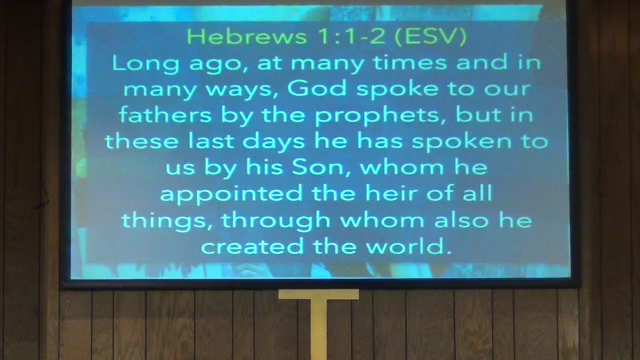 Hebrews 1:1-2 (ESV)
Long ago, at many times and in
many ways, God spoke to our
fathers by the prophets, but in
these last days he has spoken to
us by his Son, whom he
appointed the heir of all
things, through whom also he
created the world.